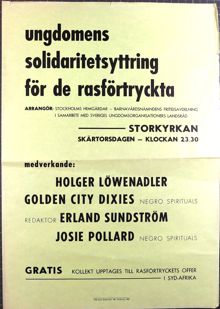 ungdomens
solidaritetsyttring
för de rasförtryckta
ARRANGÖR: STOCKHOLMS HEMGÅRDAR – BARNAVÅRDSNÄMNDENS FRITIDSAVDELNING
I SAMARBETE MED SVERIGES UNGDOMSORGANISATIONERS LANDSRÅD
STORKYRKAN
SKÄRTORSDAGEN – KLOCKAN 23.30
medverkande:
HOLGER LÖWENADLER
GOLDEN CITY DIXIES NEGRO SPIRITUALS
REDAKTÖR ERLAND SUNDSTRÖM
JOSIE POLLARD NEGRO SPIRITUALS
GRATIS KOLLEKT UPPTAGES TILL RASFÖRTRYCKETS OFFER
I SYD-AFRIKA